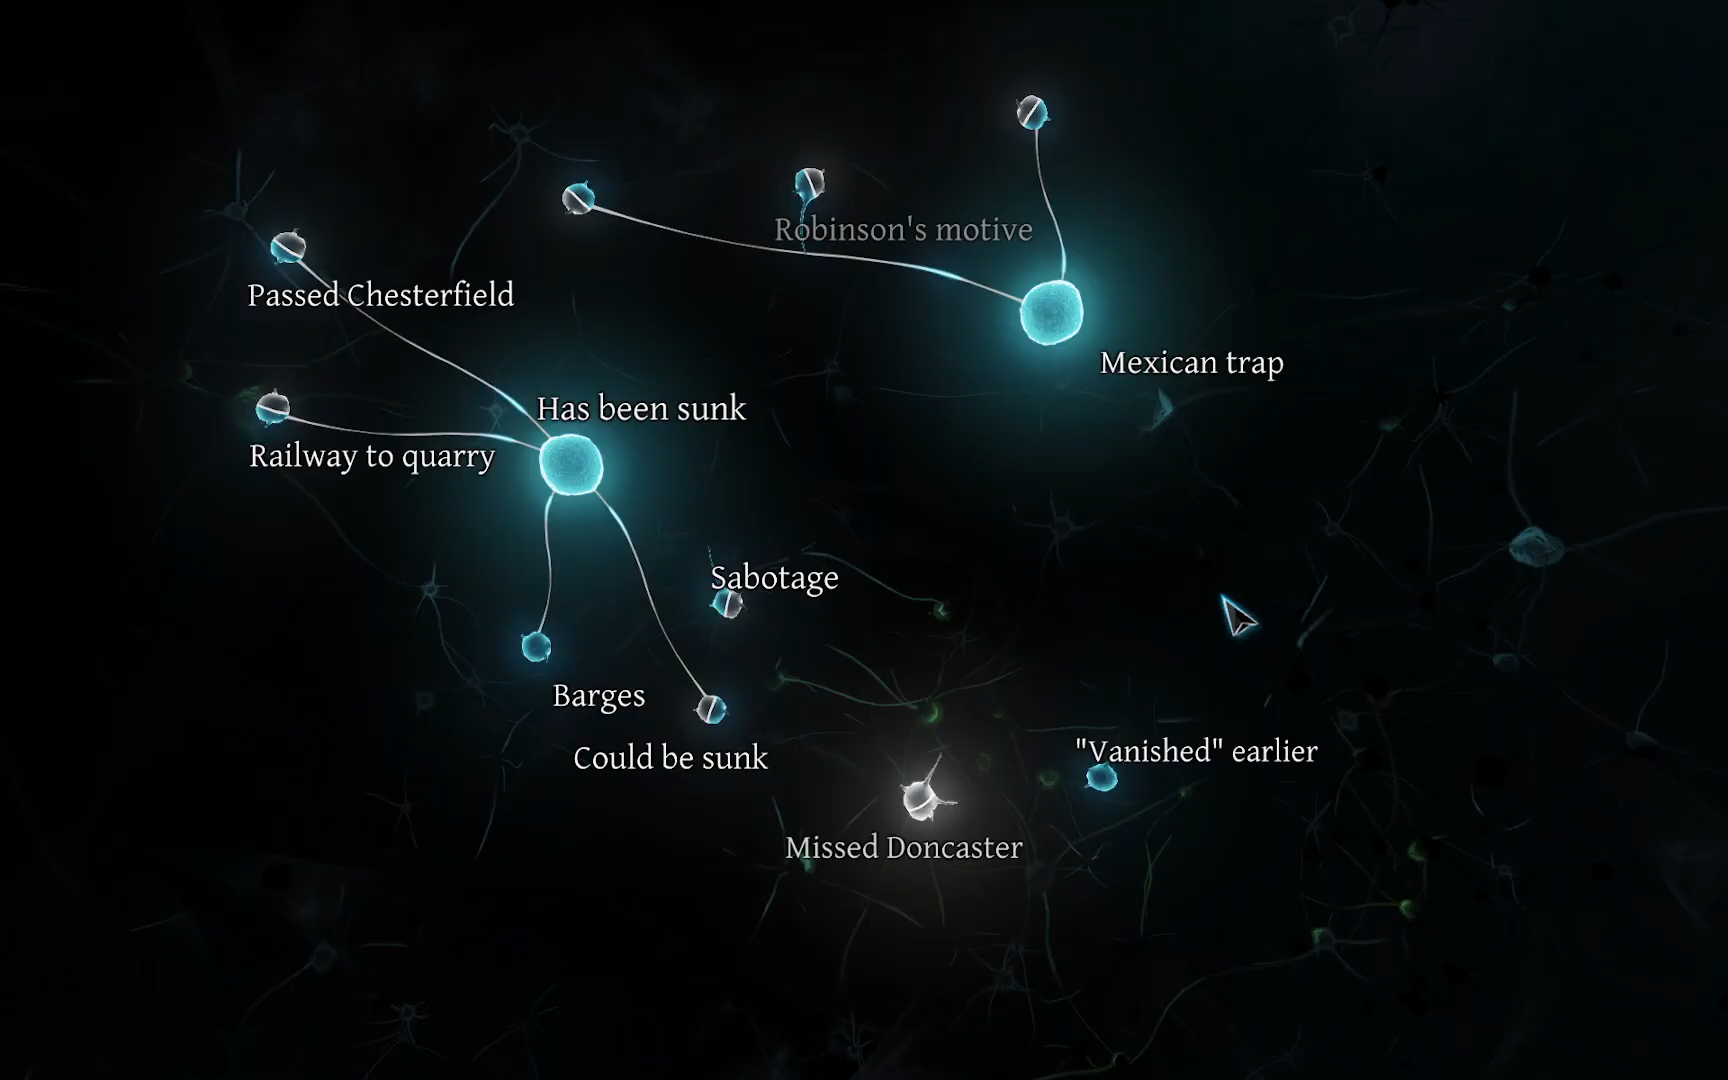 Robinson's motive
Passed Chesterfield
Mexican trap
Has been sunk
Railway to quarry
Sabotage
Barges
Could be sunk
"Vanished" earlier
Missed Doncaster